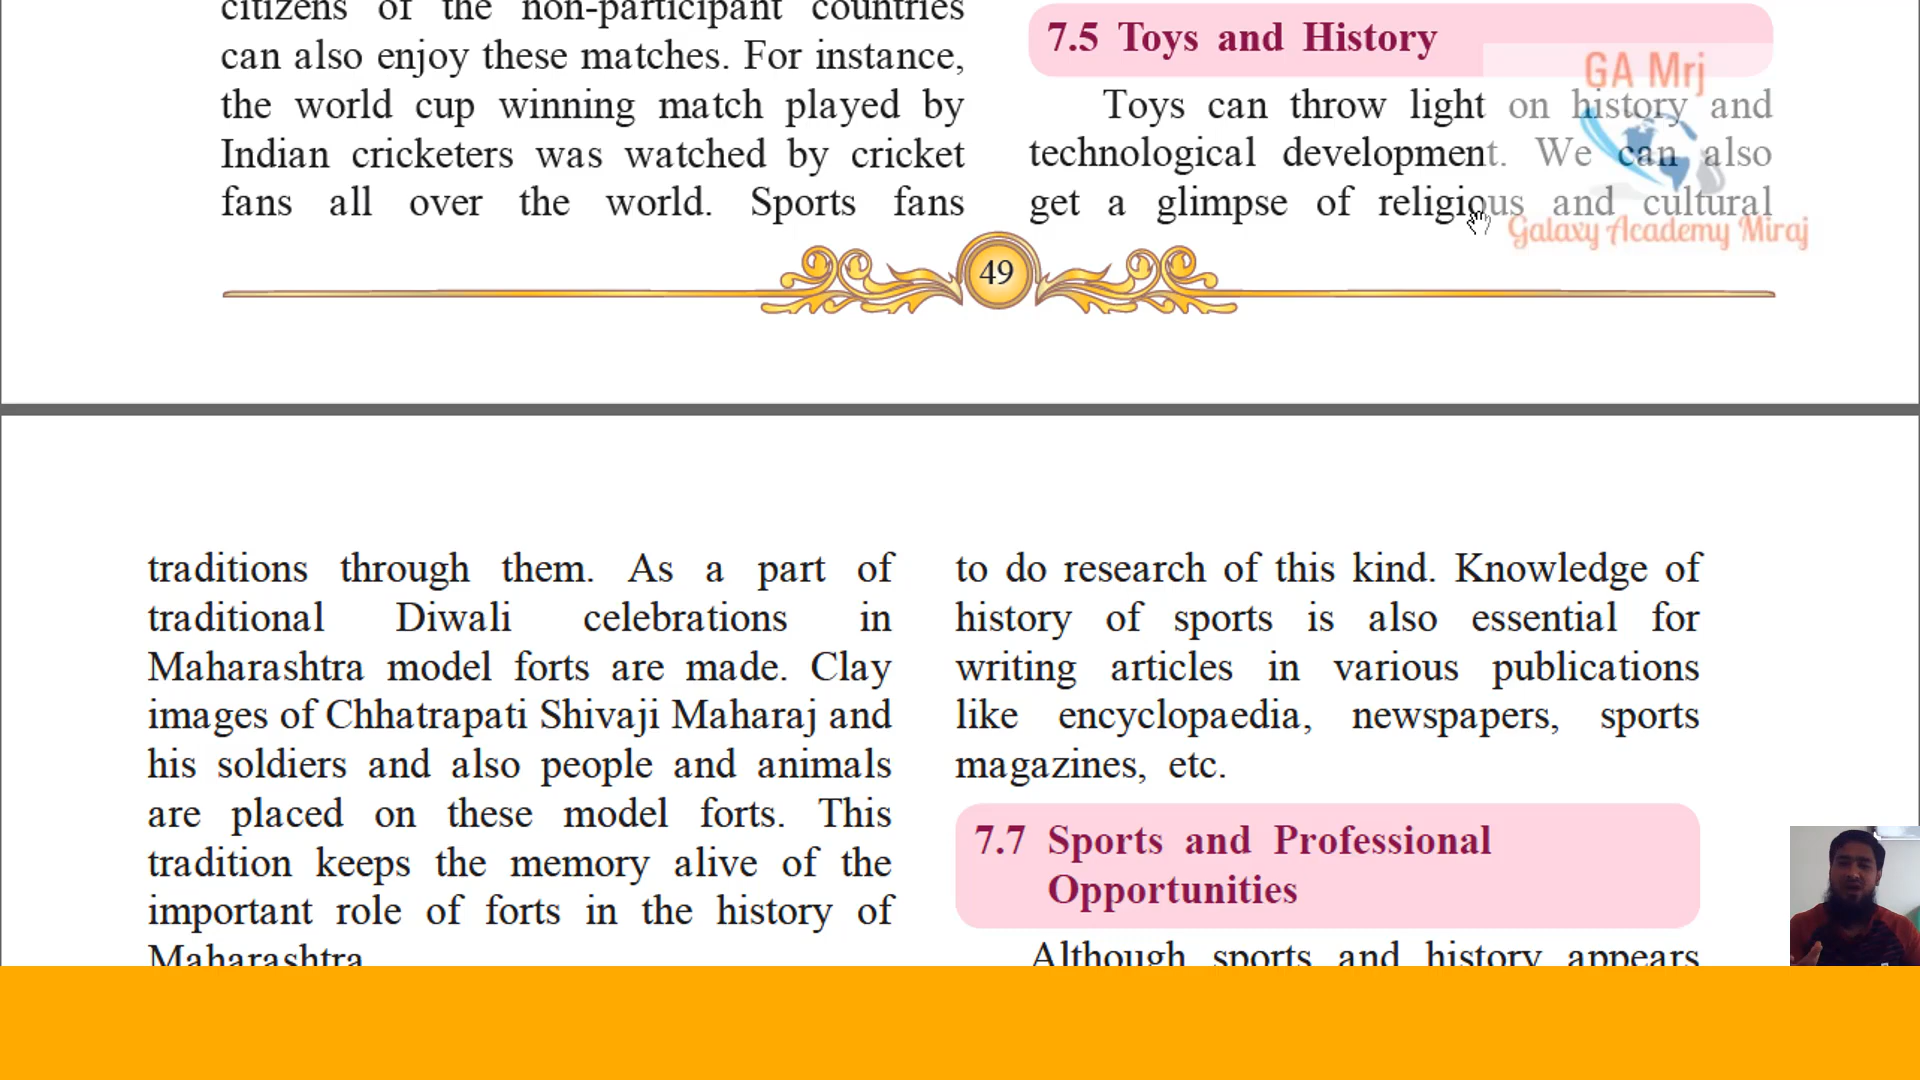 citizens of the non-participant countries
can also enjoy these matches. For instance,
the world cup winning match played by
Indian cricketers was watched by cricket
fans all over the world. Sports fans
7.5 Toys and History
Toys can throw light on history and
technological development. We can also
get a glimpse of religious and cultural
GA Mrj
Galaxy Academy Miraj
49
traditions through them. As a part of
traditional Diwali celebrations in
Maharashtra model forts are made. Clay
images of Chhatrapati Shivaji Maharaj and
his soldiers and also people and animals
are placed on these model forts. This
tradition keeps the memory alive of the
important role of forts in the history of
Maharashtra
to do research of this kind. Knowledge of
history of sports is also essential for
writing articles in various publications
like encyclopaedia, newspapers, sports
magazines, etc.
7.7 Sports and Professional
Opportunities
Although sports and history appears